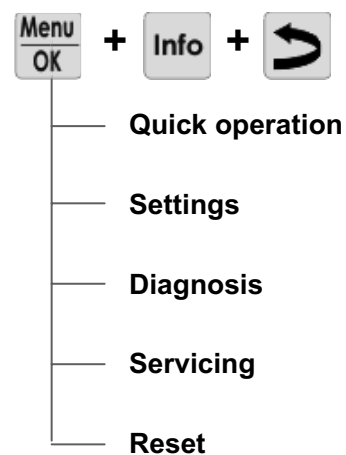 Menu
OK + Info +
Quick operation
Settings
Diagnosis
Servicing
Reset